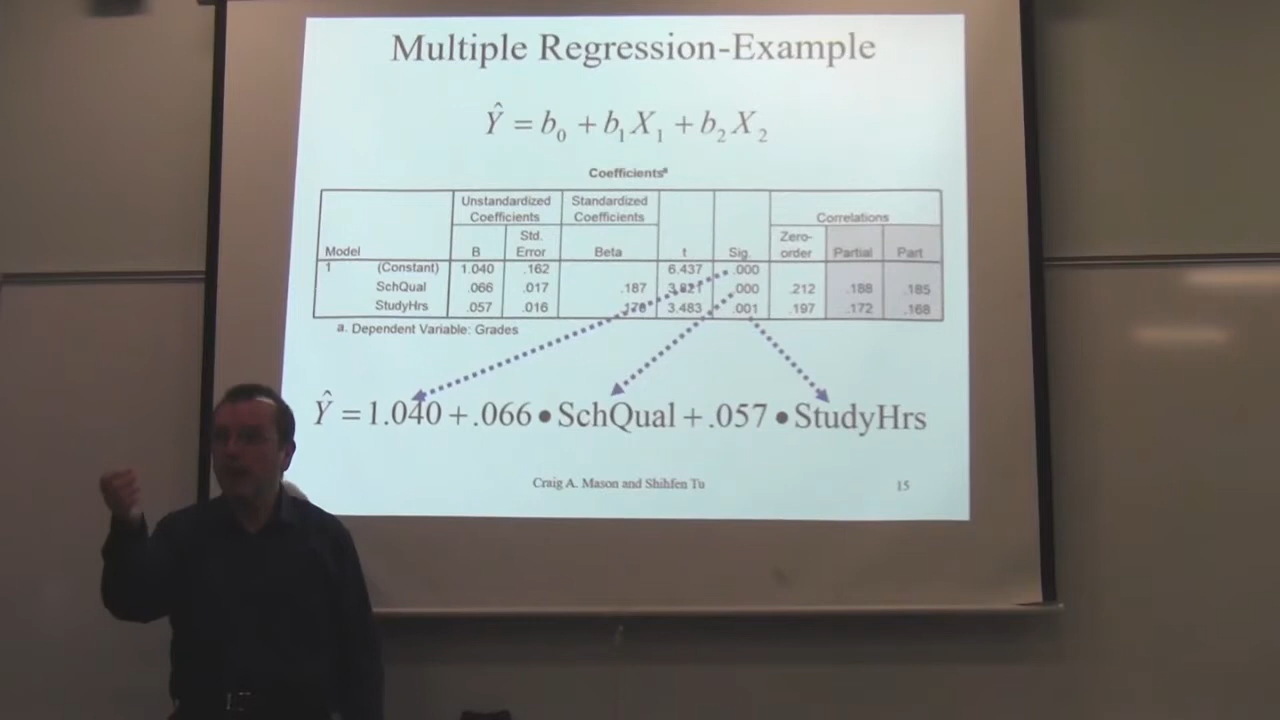 Multiple Regression-Example
Ŷ = b₀ + b₁X₁ + b₂X₂
Coefficientsᵃ
Unstandardized Coefficients Standardized Coefficients Correlations
Model B Std. Error Beta t Sig. Zero-order Partial Part
1 (Constant) 1.040 .162 6.437 .000
SchQual .066 .017 .187 3.821 .000 .212 .188 .185
StudyHrs .057 .016 .170 3.483 .001 .197 .172 .168
a. Dependent Variable: Grades
Ŷ = 1.040 + .066 • SchQual + .057 • StudyHrs
Craig A. Mason and Shihfen Tu 15